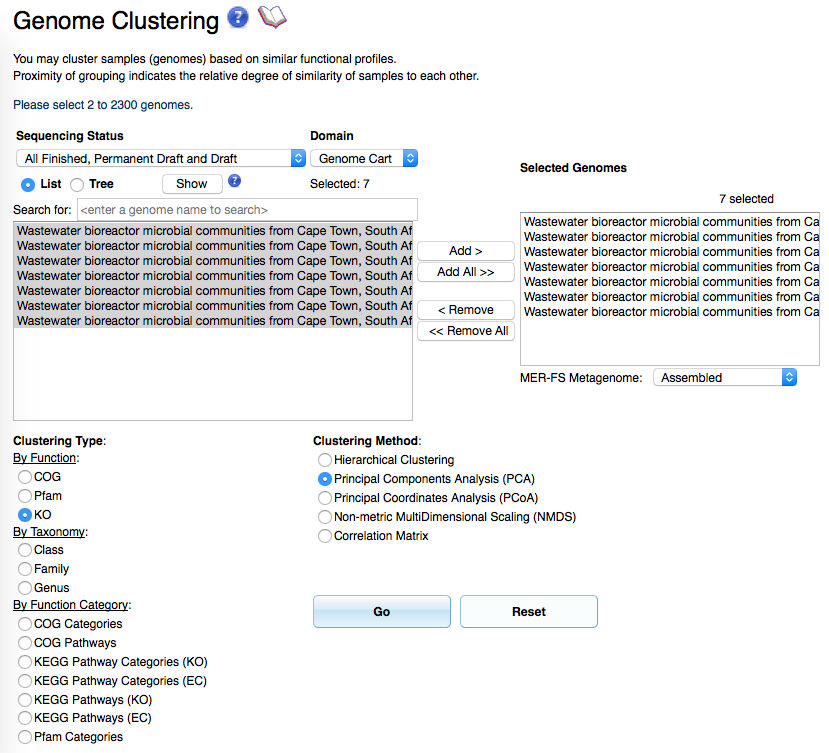 Genome Clustering ?
You may cluster samples (genomes) based on similar functional profiles.
Proximity of grouping indicates the relative degree of similarity of samples to each other.
Please select 2 to 2300 genomes.
Sequencing Status
Domain
All Finished, Permanent Draft and Draft
Genome Cart
List Tree Show ?
Selected: 7
Search for: <enter a genome name to search>
Wastewater bioreactor microbial communities from Cape Town, South Af
Wastewater bioreactor microbial communities from Cape Town, South Af
Wastewater bioreactor microbial communities from Cape Town, South Af
Wastewater bioreactor microbial communities from Cape Town, South Af
Wastewater bioreactor microbial communities from Cape Town, South Af
Wastewater bioreactor microbial communities from Cape Town, South Af
Wastewater bioreactor microbial communities from Cape Town, South Af
Add >
Add All >>
< Remove
<< Remove All
Selected Genomes
7 selected
Wastewater bioreactor microbial communities from Ca
Wastewater bioreactor microbial communities from Ca
Wastewater bioreactor microbial communities from Ca
Wastewater bioreactor microbial communities from Ca
Wastewater bioreactor microbial communities from Ca
Wastewater bioreactor microbial communities from Ca
Wastewater bioreactor microbial communities from Ca
MER-FS Metagenome: Assembled
Clustering Type:
By Function:
COG
Pfam
KO
By Taxonomy:
Class
Family
Genus
By Function Category:
COG Categories
COG Pathways
KEGG Pathway Categories (KO)
KEGG Pathway Categories (EC)
KEGG Pathways (KO)
KEGG Pathways (EC)
Pfam Categories
Clustering Method:
Hierarchical Clustering
Principal Components Analysis (PCA)
Principal Coordinates Analysis (PCoA)
Non-metric MultiDimensional Scaling (NMDS)
Correlation Matrix
Go
Reset